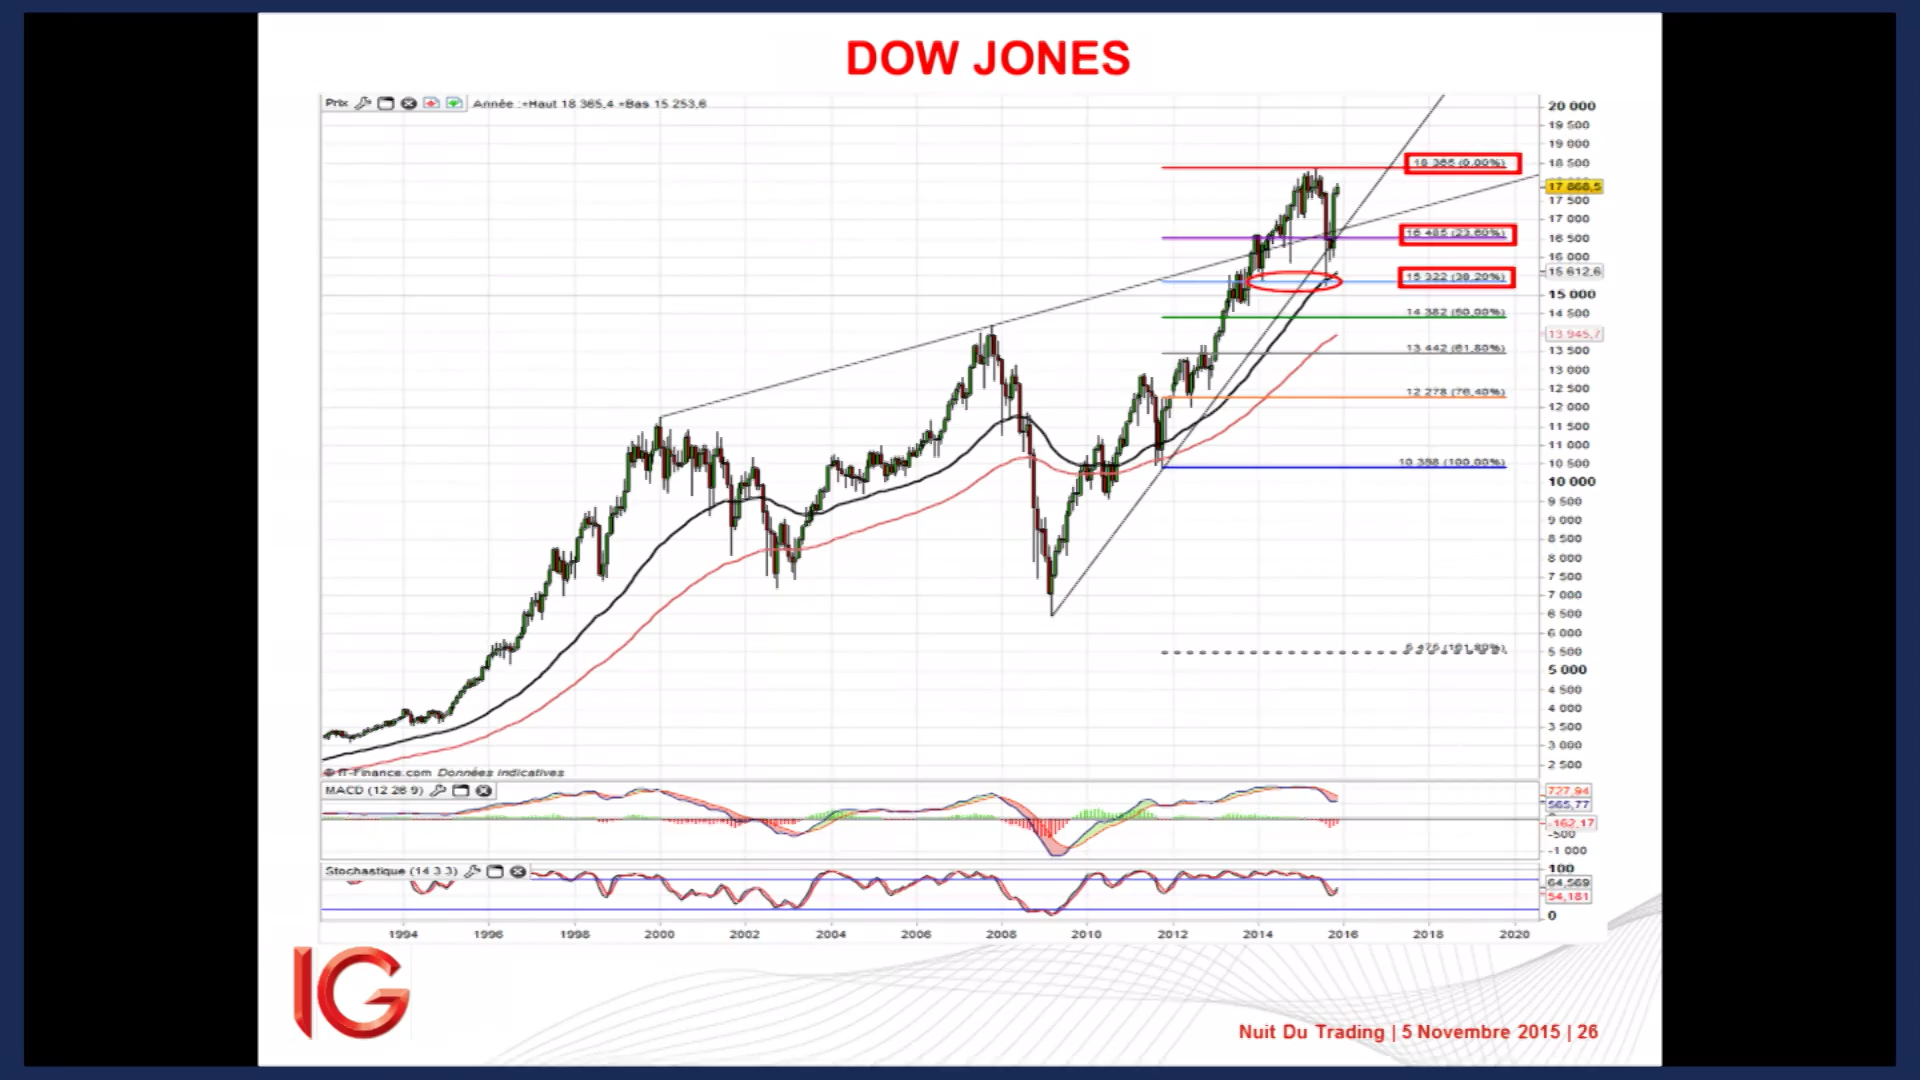 DOW JONES
Prix
Année : +Haut 18 365,4 +Bas 15 253,6
20 000
19 500
19 000
18 365 (0.00%)
18 500
17 868,5
17 500
17 000
16 485 (23.60%)
16 500
16 000
15 322 (38,20%)
15 612,6
15 000
14 382 (50,00%)
14 500
13 945,7
13 442 (61,80%)
13 500
13 000
12 278 (76,40%)
12 500
12 000
11 500
11 000
10 398 (100,00%)
10 500
10 000
9 500
9 000
8 500
8 000
7 500
7 000
6 500
6 000
5 475 (161,80%)
5 500
5 000
4 500
4 000
3 500
3 000
2 500
© IT-Finance.com Données indicatives
MACD (12 26 9)
727,94
565,77
-162,17
-500
-1 000
Stochastique (14 3 3)
100
64,569
54,181
0
1994 1996 1998 2000 2002 2004 2006 2008 2010 2012 2014 2016 2018 2020
IG
Nuit Du Trading | 5 Novembre 2015 | 26